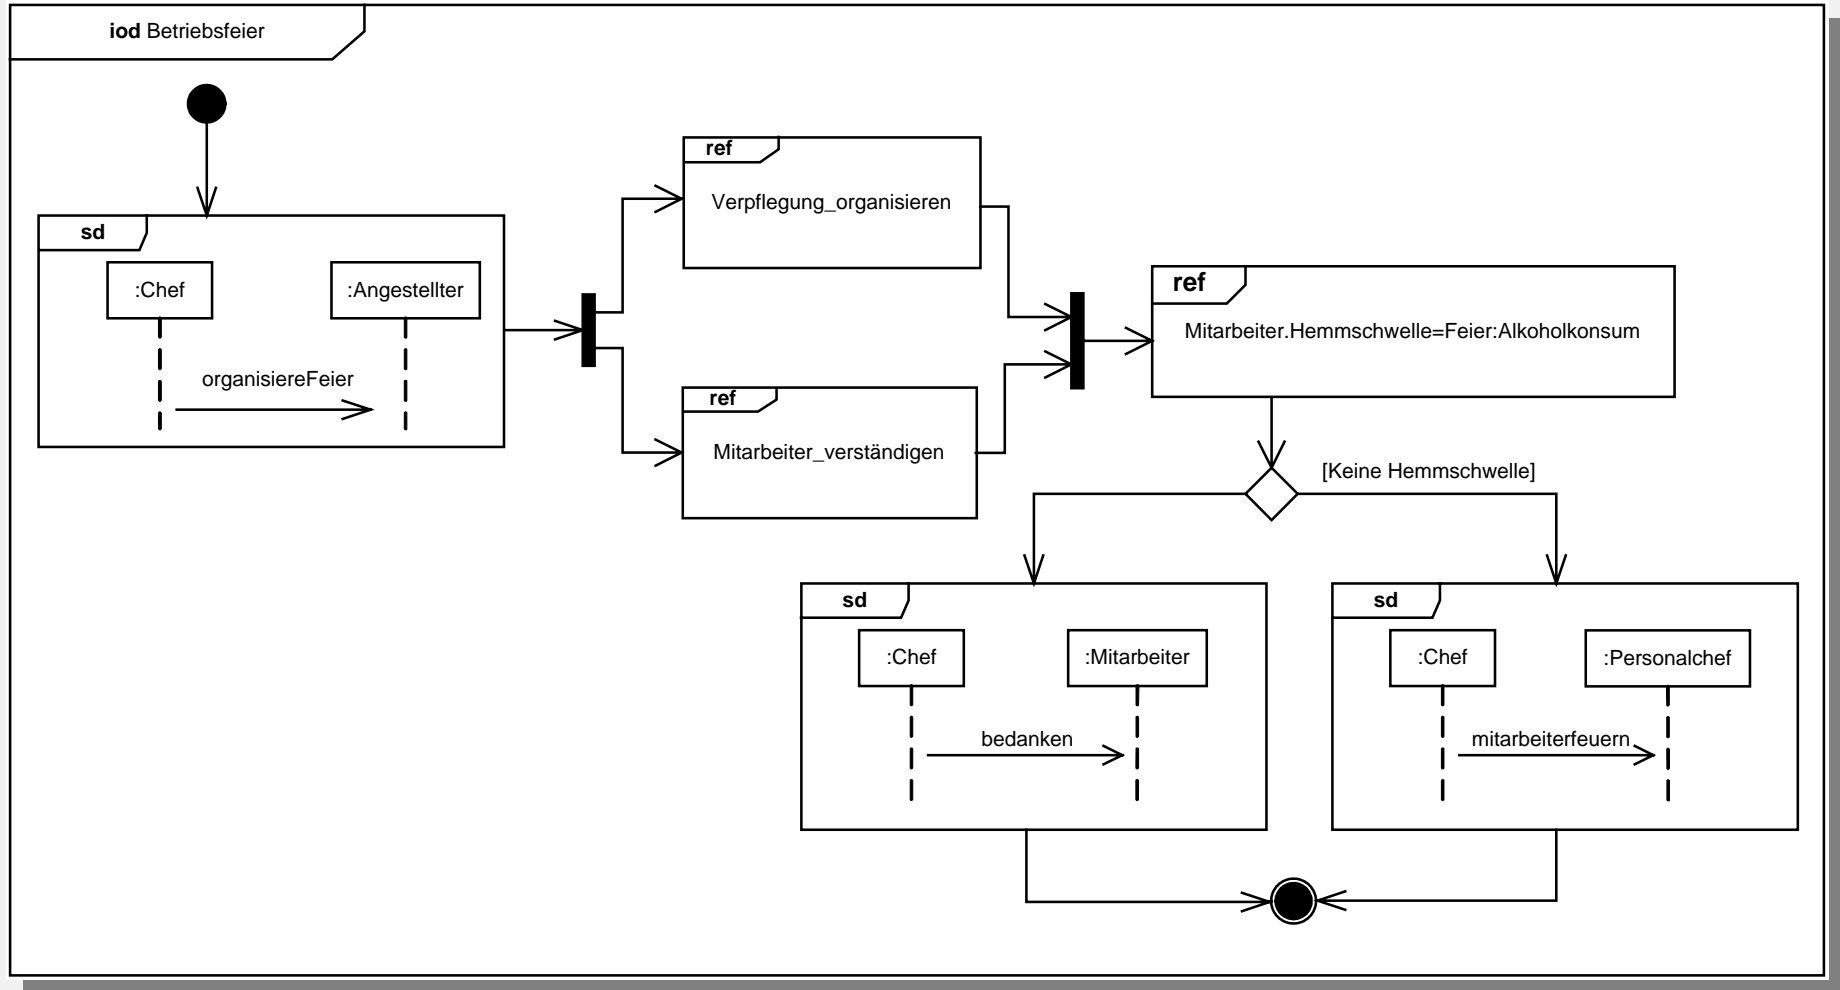 iod Betriebsfeier
sd
:Chef
:Angestellter
organisiereFeier
ref
Verpflegung_organisieren
ref
Mitarbeiter_verständigen
ref
Mitarbeiter.Hemmschwelle=Feier:Alkoholkonsum
[Keine Hemmschwelle]
sd
:Chef
:Mitarbeiter
bedanken
sd
:Chef
:Personalchef
mitarbeiterfeuern